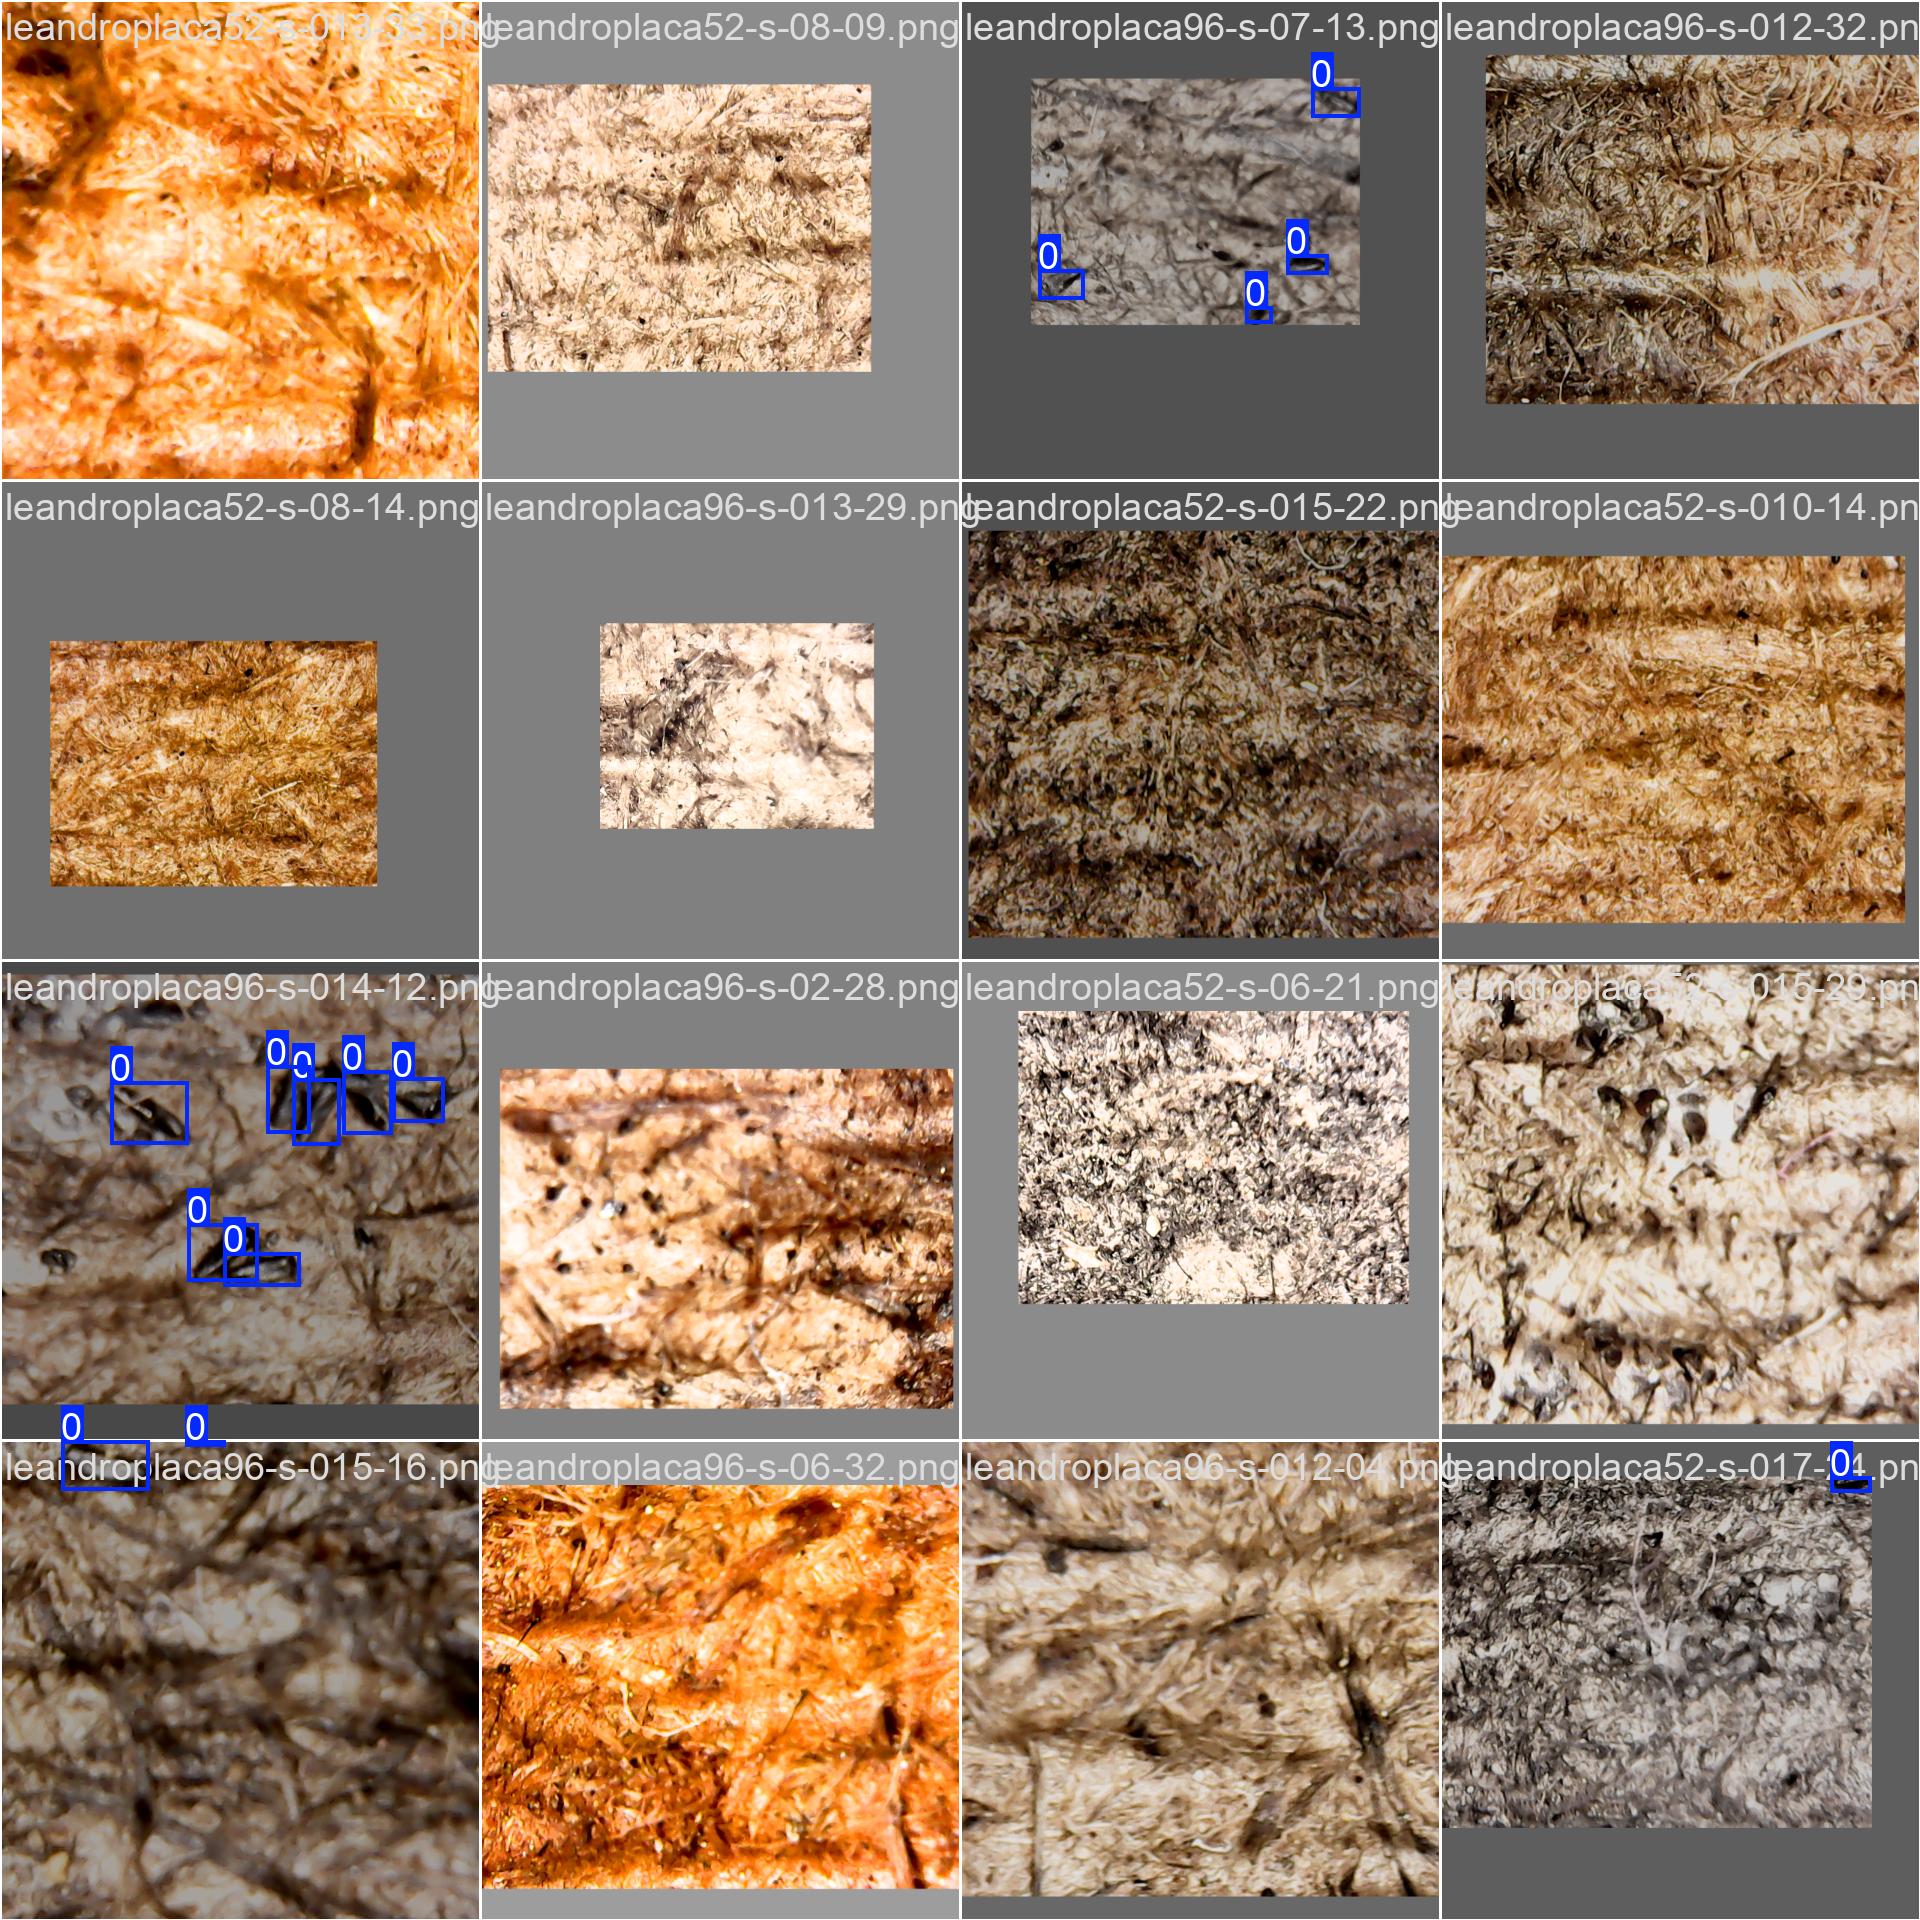 leandroplaca52-s-013-33.png
leandroplaca52-s-08-09.png
leandroplaca96-s-07-13.png
leandroplaca96-s-012-32.pn
0
0
0
0
leandroplaca52-s-08-14.png
leandroplaca96-s-013-29.png
leandroplaca52-s-015-22.png
leandroplaca52-s-010-14.pn
leandroplaca96-s-014-12.png
leandroplaca96-s-02-28.png
leandroplaca52-s-06-21.png
leandroplaca52-s-015-29.pn
0
0
0
0
0
0
0
0
0
leandroplaca96-s-015-16.png
leandroplaca96-s-06-32.png
leandroplaca96-s-012-04.png
leandroplaca52-s-017-24.pn
0